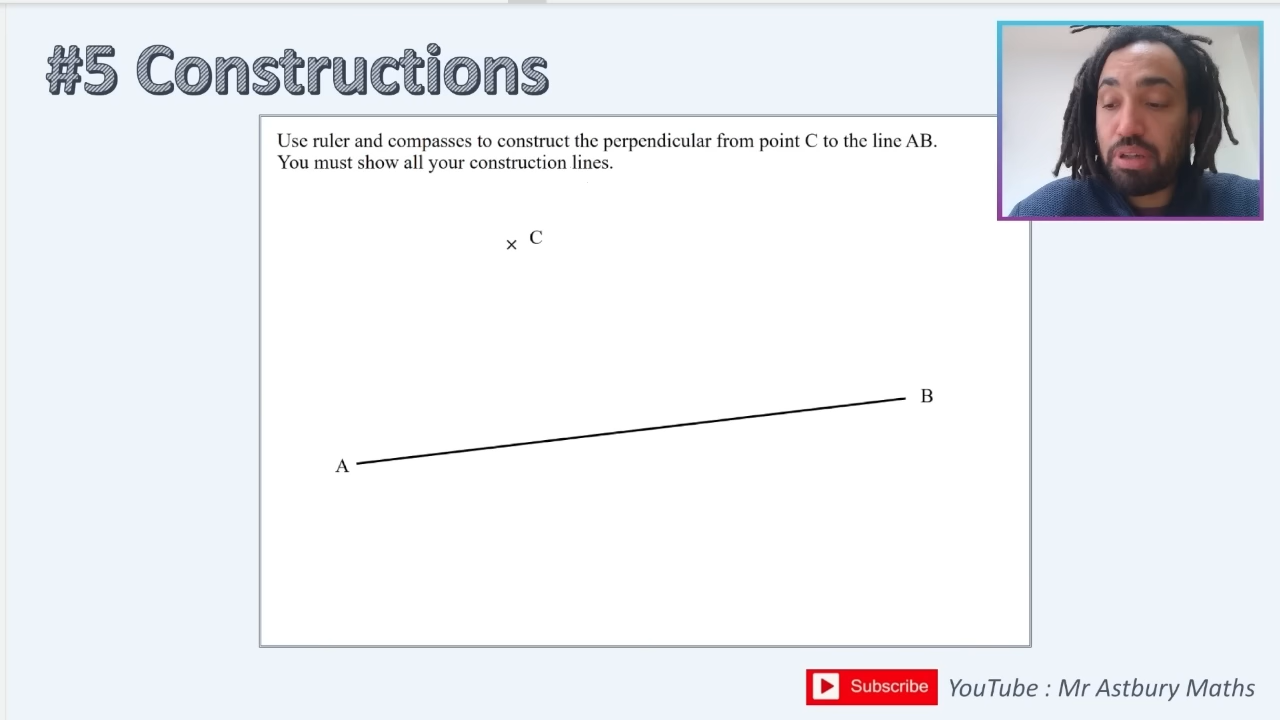 #5 Constructions
Use ruler and compasses to construct the perpendicular from point C to the line AB.
You must show all your construction lines.
× C
B
A
Subscribe YouTube : Mr Astbury Maths